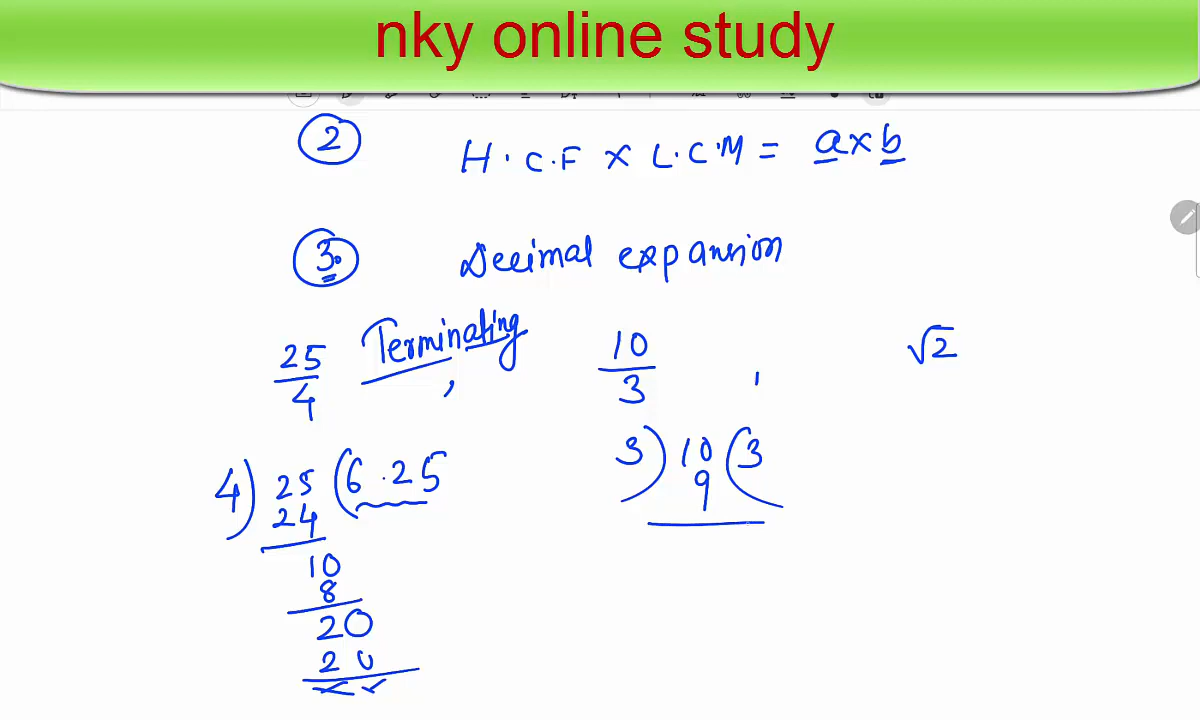 nky online study
2 H.C.F x L.C.M = a x b
3. Decimal expansion
25/4 Terminating, 10/3 , √2
4) 25 (6.25
24
10
8
20
20
3) 10 (3
9